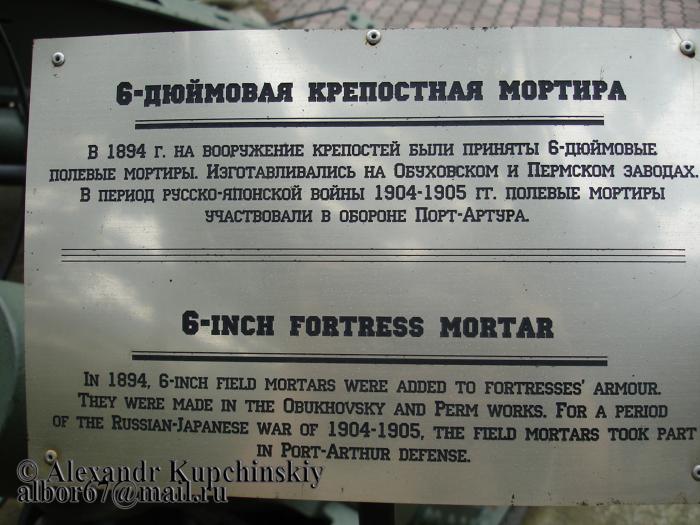 6-ДЮЙМОВАЯ КРЕПОСТНАЯ МОРТИРА
В 1894 Г. НА ВООРУЖЕНИЕ КРЕПОСТЕЙ БЫЛИ ПРИНЯТЫ 6-ДЮЙМОВЫЕ
ПОЛЕВЫЕ МОРТИРЫ. ИЗГОТАВЛИВАЛИСЬ НА ОБУХОВСКОМ И ПЕРМСКОМ ЗАВОДАХ.
В ПЕРИОД РУССКО-ЯПОНСКОЙ ВОЙНЫ 1904-1905 ГГ. ПОЛЕВЫЕ МОРТИРЫ
УЧАСТВОВАЛИ В ОБОРОНЕ ПОРТ-АРТУРА.
6-INCH FORTRESS MORTAR
IN 1894, 6-INCH FIELD MORTARS WERE ADDED TO FORTRESSES' ARMOUR.
THEY WERE MADE IN THE OBUKHOVSKY AND PERM WORKS. FOR A PERIOD
OF THE RUSSIAN-JAPANESE WAR OF 1904-1905, THE FIELD MORTARS TOOK PART
IN PORT-ARTHUR DEFENSE.
© Alexandr Kupchinskiy
albor67@mail.ru